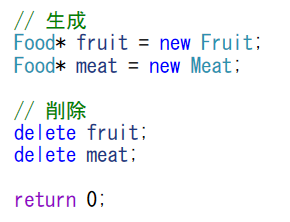 // 生成
Food* fruit = new Fruit;
Food* meat = new Meat;
// 削除
delete fruit;
delete meat;
return 0;